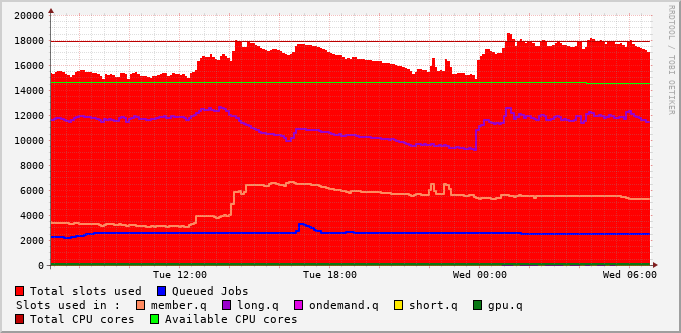 20000
18000
16000
14000
12000
10000
8000
6000
4000
2000
0
Tue 12:00 Tue 18:00 Wed 00:00 Wed 06:00
RRDTOOL / TOBI OETIKER
Total slots used Queued Jobs
Slots used in : member.q long.q ondemand.q short.q gpu.q
Total CPU cores Available CPU cores